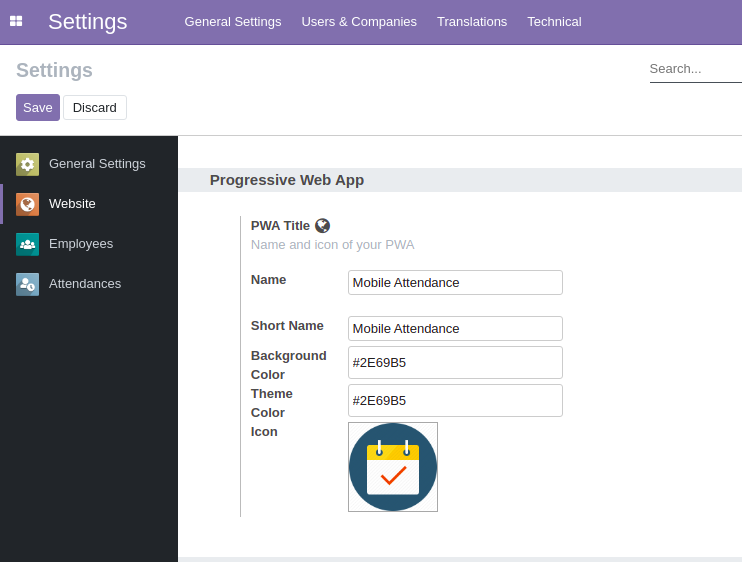 Settings
General Settings
Users & Companies
Translations
Technical
Settings
Search...
Save
Discard
General Settings
Website
Employees
Attendances
Progressive Web App
PWA Title
Name and icon of your PWA
Name
Mobile Attendance
Short Name
Mobile Attendance
Background
Color
#2E69B5
Theme
Color
#2E69B5
Icon